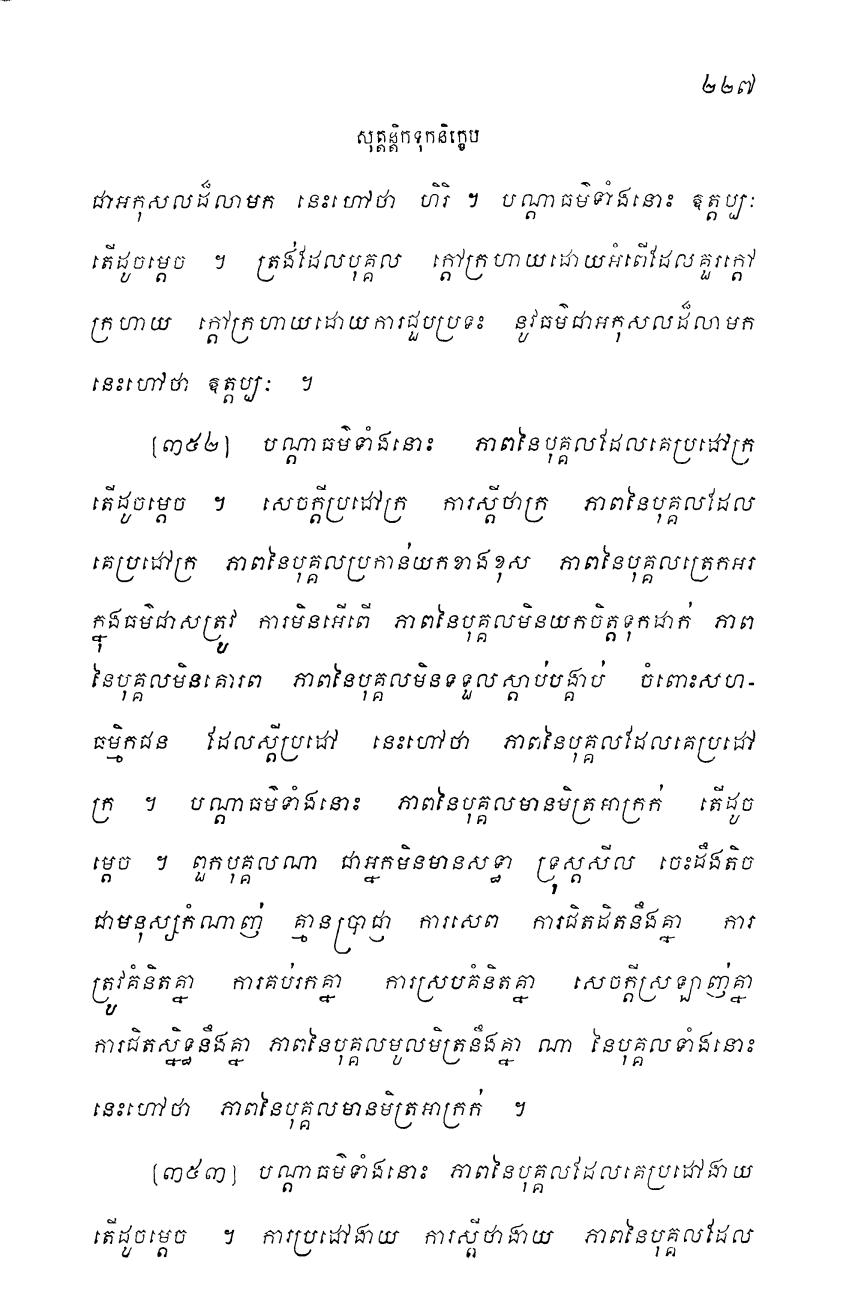 ២២៧
សុត្តន្តិកទុកនិក្ខេប
ជាអកុសលដ៏លាមក នេះហៅថា ហិរិ ។ បណ្តាធម៌ទាំងនោះ ឧត្តប្បៈ
តើដូចម្តេច ។ ត្រង់ដែលបុគ្គល ក្តៅក្រហាយដោយអំពើដែលគួរក្តៅ
ក្រហាយ ក្តៅក្រហាយដោយការជួបប្រទះ នូវធម៌ជាអកុសលដ៏លាមក
នេះហៅថា ឧត្តប្បៈ ។
[៣៥២] បណ្តាធម៌ទាំងនោះ ភាពនៃបុគ្គលដែលគេប្រដៅក្រ
តើដូចម្តេច ។ សេចក្តីប្រដៅក្រ ការស្តីថាក្រ ភាពនៃបុគ្គលដែល
គេប្រដៅក្រ ភាពនៃបុគ្គលប្រកាន់យកខាងខុស ភាពនៃបុគ្គលត្រេកអរ
ក្នុងធម៌ជាសត្រូវ ការមិនអើពើ ភាពនៃបុគ្គលមិនយកចិត្តទុកដាក់ ភាព
នៃបុគ្គលមិនគោរព ភាពនៃបុគ្គលមិនទទួលស្តាប់បង្គាប់ ចំពោះសហ-
ធម្មិកជន ដែលស្តីប្រដៅ នេះហៅថា ភាពនៃបុគ្គលដែលគេប្រដៅ
ក្រ ។ បណ្តាធម៌ទាំងនោះ ភាពនៃបុគ្គលមានមិត្រអាក្រក់ តើដូច
ម្តេច ។ ពួកបុគ្គលណា ជាអ្នកមិនមានសទ្ធា ទ្រុស្តសីល ចេះដឹងតិច
ជាមនុស្សកំណាញ់ គ្មានប្រាជ្ញា ការសេព ការជិតដិតនឹងគ្នា ការ
ត្រូវគំនិតគ្នា ការគប់រកគ្នា ការស្របគំនិតគ្នា សេចក្តីស្រឡាញ់គ្នា
ការជិតស្និទ្ធនឹងគ្នា ភាពនៃបុគ្គលមូលមិត្រនឹងគ្នា ណា នៃបុគ្គលទាំងនោះ
នេះហៅថា ភាពនៃបុគ្គលមានមិត្រអាក្រក់ ។
[៣៥៣] បណ្តាធម៌ទាំងនោះ ភាពនៃបុគ្គលដែលគេប្រដៅងាយ
តើដូចម្តេច ។ ការប្រដៅងាយ ការស្តីថាងាយ ភាពនៃបុគ្គលដែល